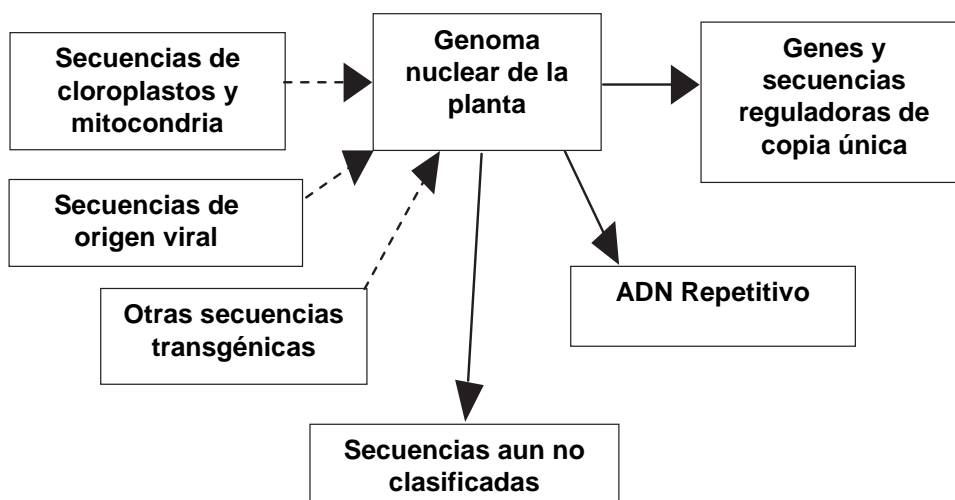 Secuencias de
cloroplastos y
mitocondria
Genoma
nuclear de la
planta
Genes y
secuencias
reguladoras de
copia única
Secuencias de
origen viral
Otras secuencias
transgénicas
ADN Repetitivo
Secuencias aun no
clasificadas